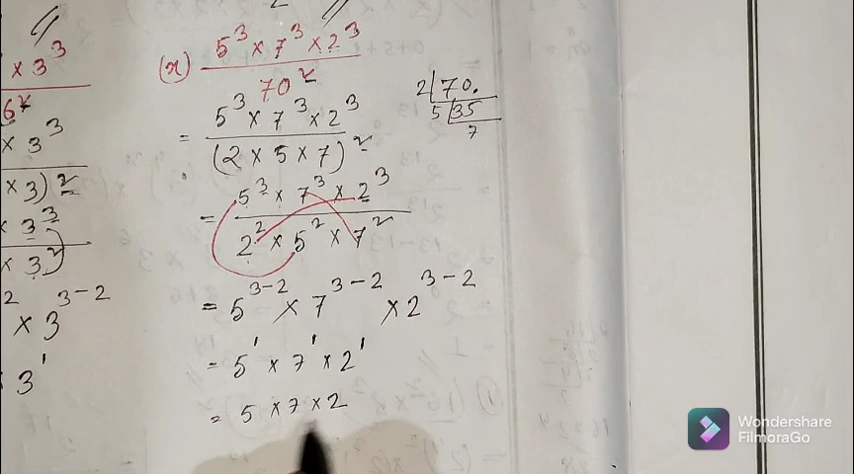 × 3³
6²
× 3³
× 3)²
× 3³
× 3²)
² × 3³⁻²
3¹
(x) 5³ × 7³ × 2³
70²
= 5³ × 7³ × 2³
(2 × 5 × 7)²
2 70.
5 35
7
= 5³ × 7³ × 2³
2² × 5² × 7²
= 5³⁻² × 7³⁻² × 2³⁻²
= 5¹ × 7¹ × 2¹
= 5 × 7 × 2
Wondershare
FilmoraGo